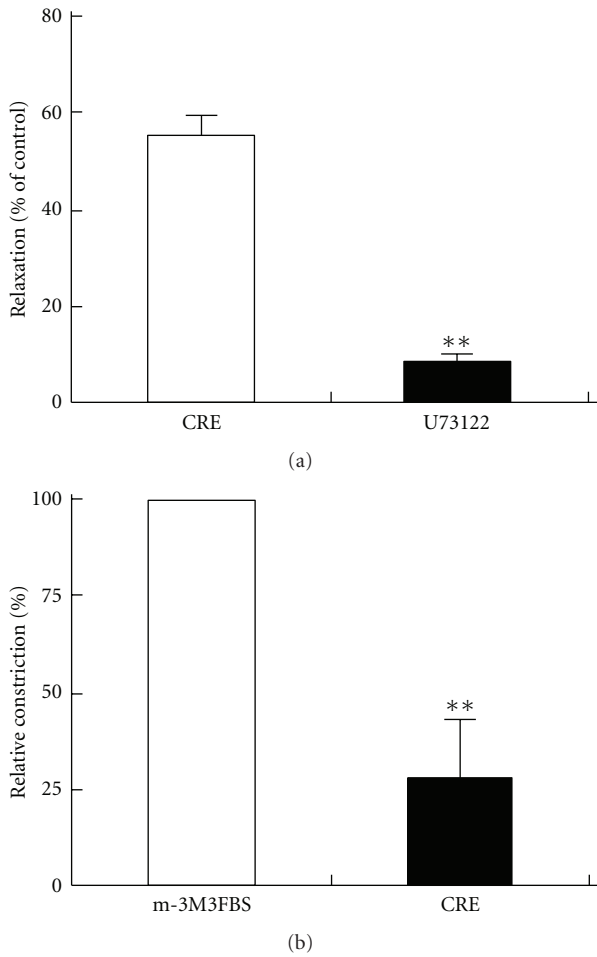 80
60
40
20
0
Relaxation (% of control)
**
CRE U73122
(a)
100
75
50
25
0
Relative constriction (%)
**
m-3M3FBS CRE
(b)